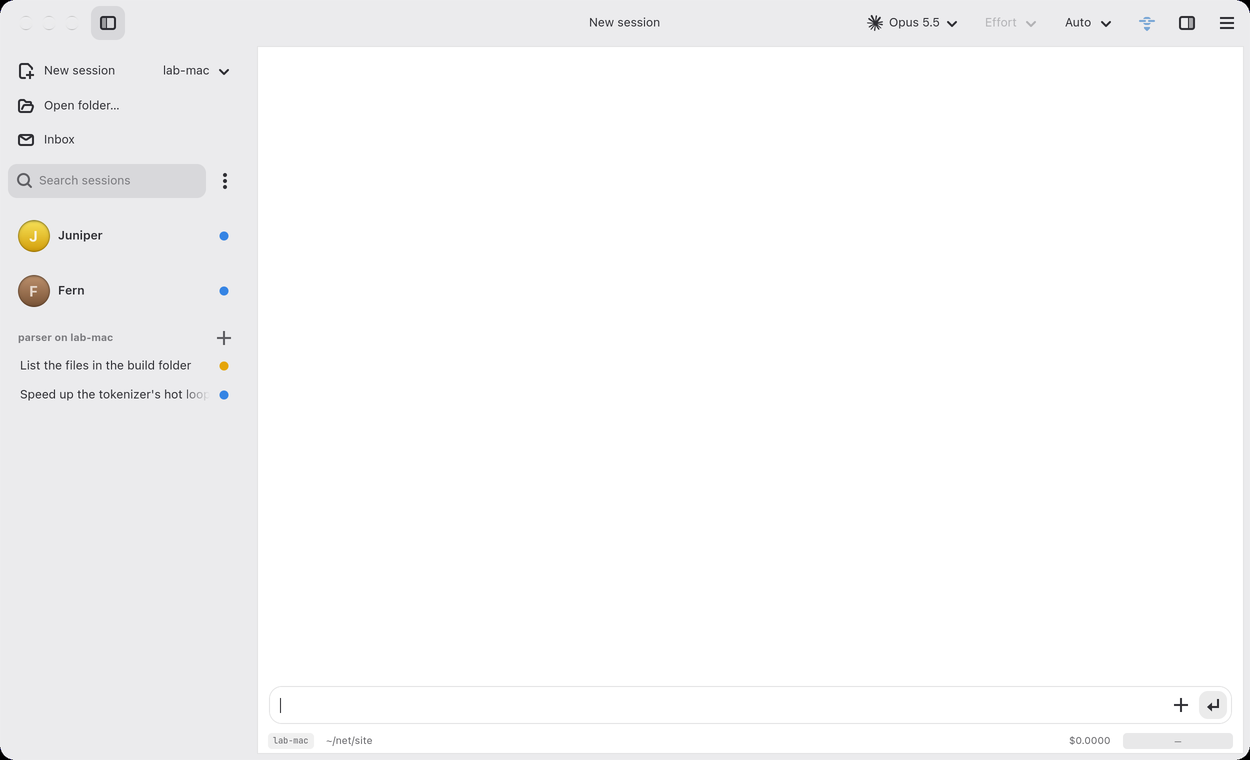 New session
Opus 5.5
Effort
Auto
New session
lab-mac
Open folder...
Inbox
Search sessions
J
Juniper
F
Fern
parser on lab-mac
List the files in the build folder
Speed up the tokenizer's hot loop
lab-mac
~/net/site
$0.0000
—